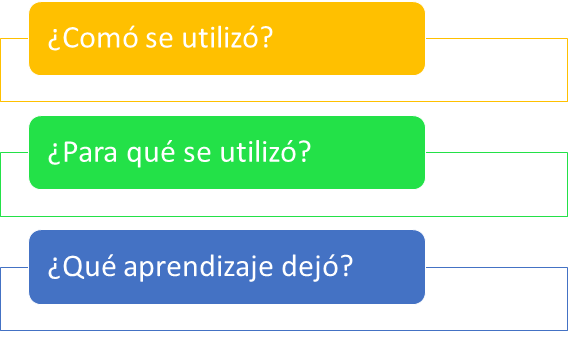 ¿Comó se utilizó?
¿Para qué se utilizó?
¿Qué aprendizaje dejó?